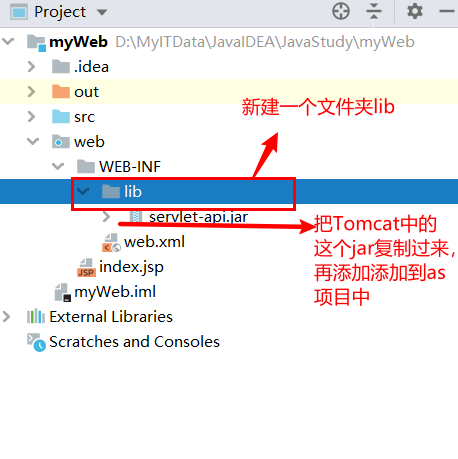 Project
myWeb D:\MyITData\JavaIDEA\JavaStudy\myWeb
.idea
out
新建一个文件夹lib
src
web
WEB-INF
lib
servlet-api.jar
把Tomcat中的
这个jar复制过来，
再添加添加到as
项目中
web.xml
JSP index.jsp
myWeb.iml
External Libraries
Scratches and Consoles